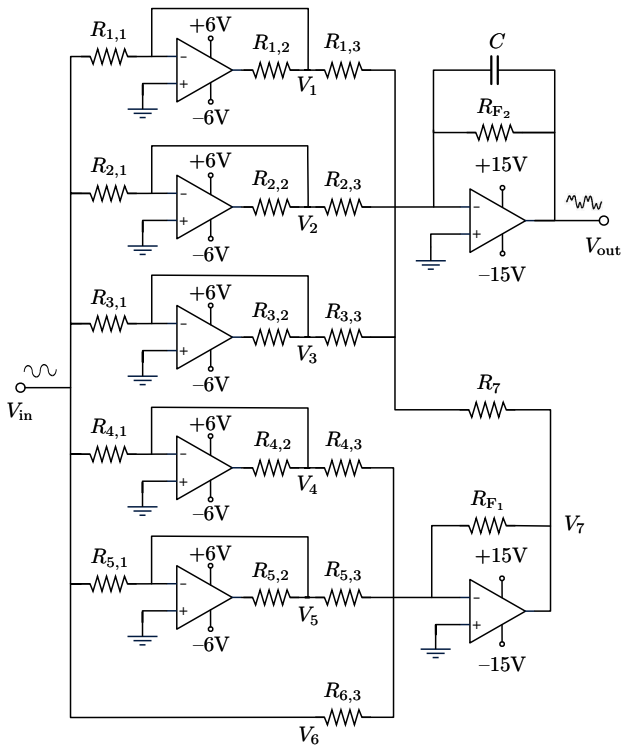 R1,1
+6V
−
+
–6V
R1,2
R1,3
V1
R2,1
+6V
−
+
–6V
R2,2
R2,3
V2
R3,1
+6V
−
+
–6V
R3,2
R3,3
V3
Vin
R4,1
+6V
−
+
–6V
R4,2
R4,3
V4
R5,1
+6V
−
+
–6V
R5,2
R5,3
V5
R6,3
V6
C
RF2
+15V
−
+
–15V
Vout
R7
RF1
V7
+15V
−
+
–15V